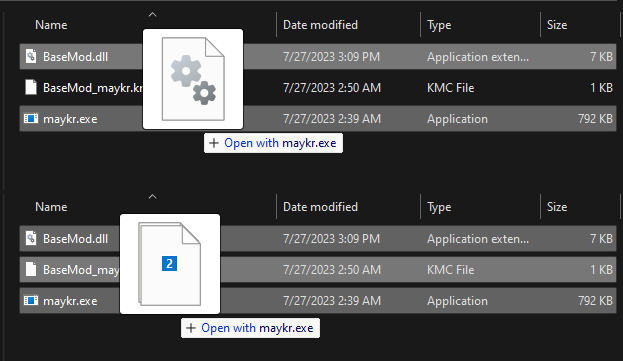 Name Date modified Type Size
BaseMod.dll 7/27/2023 3:09 PM Application exten... 7 KB
BaseMod_maykr.k 7/27/2023 2:50 AM KMC File 1 KB
maykr.exe 7/27/2023 2:39 AM Application 792 KB
+ Open with maykr.exe
Name Date modified Type Size
BaseMod.dll 7/27/2023 3:09 PM Application exten... 7 KB
BaseMod_may 7/27/2023 2:50 AM KMC File 1 KB
2
maykr.exe 7/27/2023 2:39 AM Application 792 KB
+ Open with maykr.exe